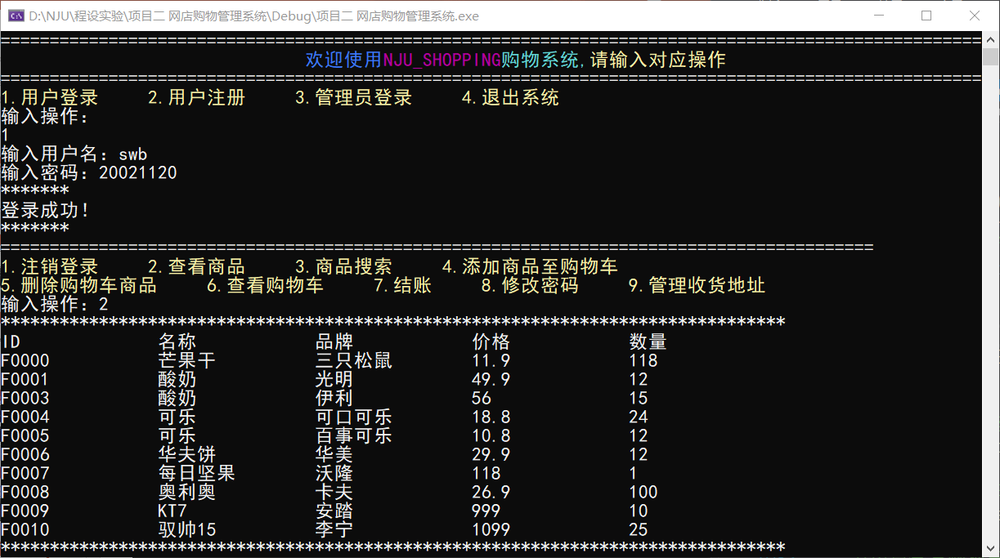 D:\NJU\程设实验\项目二 网店购物管理系统\Debug\项目二 网店购物管理系统.exe
====================================================================================================
欢迎使用NJU_SHOPPING购物系统,请输入对应操作
====================================================================================================
1.用户登录 2.用户注册 3.管理员登录 4.退出系统
输入操作：
1
输入用户名：swb
输入密码：20021120
*******
登录成功！
*******
=========================================================================================
1.注销登录 2.查看商品 3.商品搜索 4.添加商品至购物车
5.删除购物车商品 6.查看购物车 7.结账 8.修改密码 9.管理收货地址
输入操作：2
********************************************************************************
ID 名称 品牌 价格 数量
F0000 芒果干 三只松鼠 11.9 118
F0001 酸奶 光明 49.9 12
F0003 酸奶 伊利 56 15
F0004 可乐 可口可乐 18.8 24
F0005 可乐 百事可乐 10.8 12
F0006 华夫饼 华美 29.9 12
F0007 每日坚果 沃隆 118 1
F0008 奥利奥 卡夫 26.9 100
F0009 KT7 安踏 999 10
F0010 驭帅15 李宁 1099 25
********************************************************************************